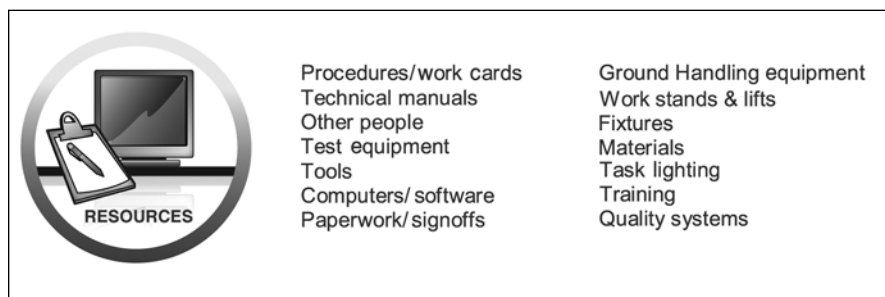 RESOURCES
Procedures/work cards
Technical manuals
Other people
Test equipment
Tools
Computers/software
Paperwork/signoffs
Ground Handling equipment
Work stands & lifts
Fixtures
Materials
Task lighting
Training
Quality systems